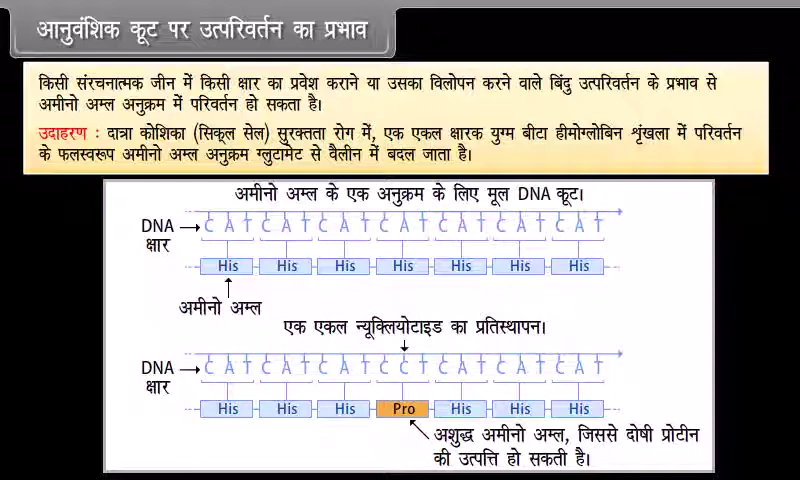 आनुवंशिक कूट पर उत्परिवर्तन का प्रभाव
किसी संरचनात्मक जीन में किसी क्षार का प्रवेश कराने या उसका विलोपन करने वाले बिंदु उत्परिवर्तन के प्रभाव से
अमीनो अम्ल अनुक्रम में परिवर्तन हो सकता है।
उदाहरण : दात्रा कोशिका (सिकूल सेल) सुरक्तता रोग में, एक एकल क्षारक युग्म बीटा हीमोग्लोबिन शृंखला में परिवर्तन
के फलस्वरूप अमीनो अम्ल अनुक्रम ग्लुटामेट से वैलीन में बदल जाता है।
अमीनो अम्ल के एक अनुक्रम के लिए मूल DNA कूट।
DNA C A T C A T C A T C A T C A T C A T C A T
क्षार
His His His His His His His
अमीनो अम्ल
एक एकल न्यूक्लियोटाइड का प्रतिस्थापन।
DNA C A T C A T C A T C C T C A T C A T C A T
क्षार
His His His Pro His His His
अशुद्ध अमीनो अम्ल, जिससे दोषी प्रोटीन
की उत्पत्ति हो सकती है।